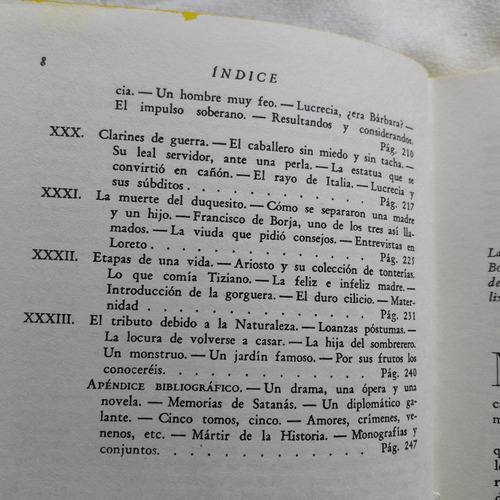 8
ÍNDICE
cia. — Un hombre muy feo. — Lucrecia, ¿era Bárbara? —
El impulso soberano. — Resultandos y considerandos.
Pág. 210
XXX. Clarines de guerra. — El caballero sin miedo y sin tacha. —
Su leal servidor, ante una perla. — La estatua que se
convirtió en cañón. — El rayo de Italia. — Lucrecia y
sus súbditos . . . . . . . . . . . . Pág. 217
XXXI. La muerte del duquesito. — Cómo se separaron una madre
y un hijo. — Francisco de Borja, uno de los tres así lla-
mados. — La viuda que pidió consejos. — Entrevistas en
Loreto . . . . . . . . . . . . . . Pág. 225
XXXII. Etapas de una vida. — Ariosto y su colección de tonterías.
Lo que comía Tiziano. — La feliz e infeliz madre. —
Introducción de la gorguera. — El duro cilicio. — Mater-
nidad . . . . . . . . . . . . . . Pág. 231
XXXIII. El tributo debido a la Naturaleza. — Loanzas póstumas. —
La locura de volverse a casar. — La hija del sombrerero.
Un monstruo. — Un jardín famoso. — Por sus frutos los
conoceréis. . . . . . . . . . . . . Pág. 240
APÉNDICE BIBLIOGRÁFICO. — Un drama, una ópera y una
novela. — Memorias de Satanás. — Un diplomático ga-
lante. — Cinco tomos, cinco. — Amores, crímenes, ve-
nenos, etc. — Mártir de la Historia. — Monografías y
conjuntos. . . . . . . . . . . . . Pág. 247
La
Bo
de
lis